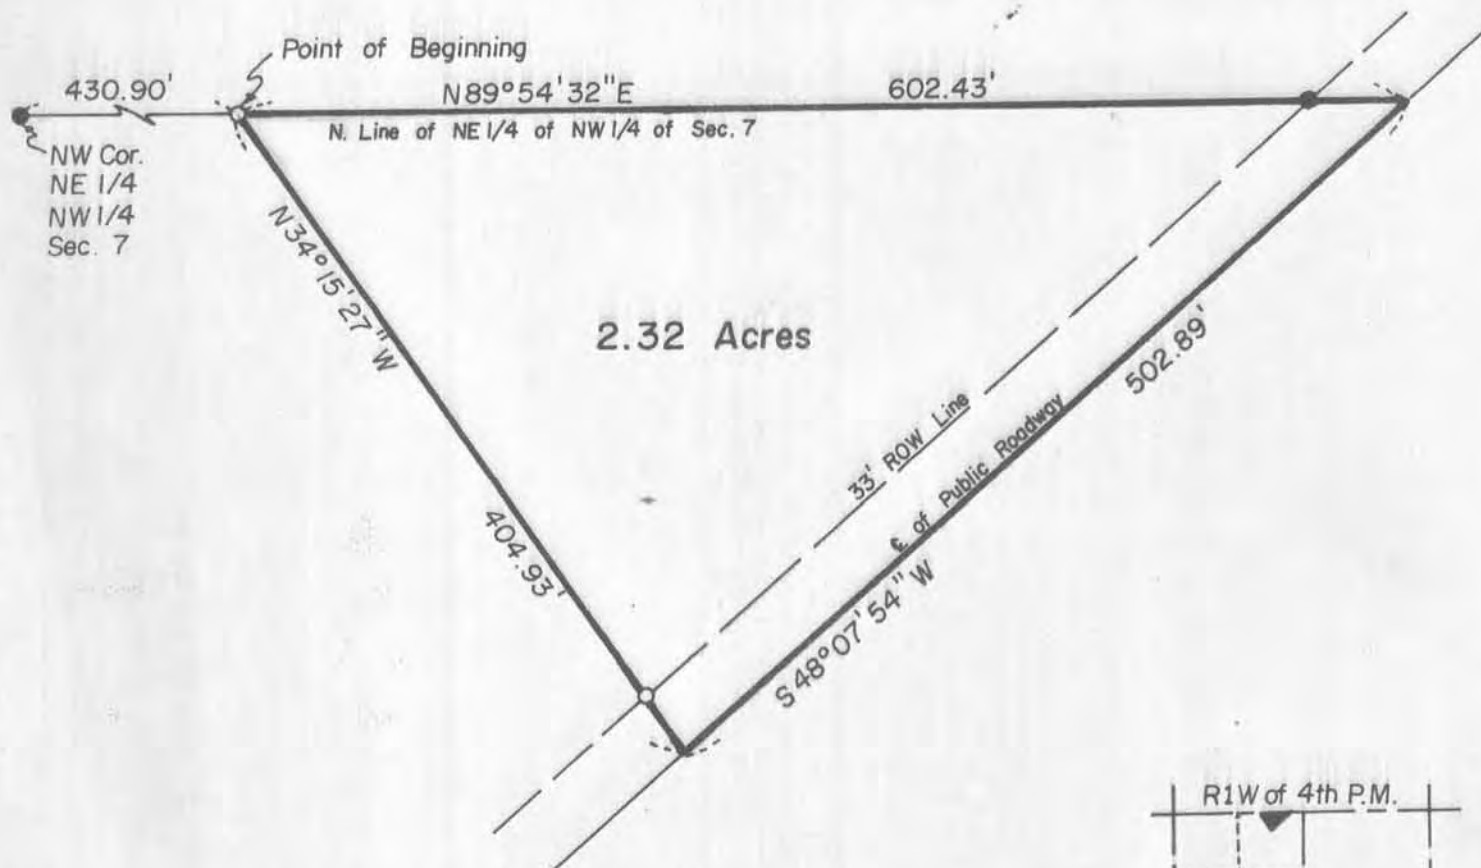 Point of Beginning
430.90'
N89°54'32"E
602.43'
N. Line of NE 1/4 of NW 1/4 of Sec. 7
NW Cor.
NE 1/4
NW 1/4
Sec. 7
N34°15'27"W
2.32 Acres
502.89'
33' ROW Line
℄ of Public Roadway
404.93'
S48°07'54"W
R1W of 4th P.M.